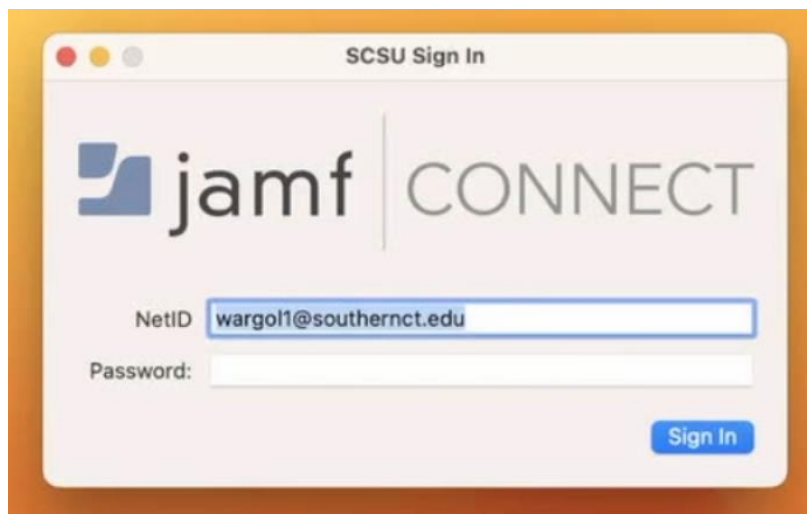 SCSU Sign In
jamf CONNECT
NetID wargol1@southernct.edu
Password:
Sign In